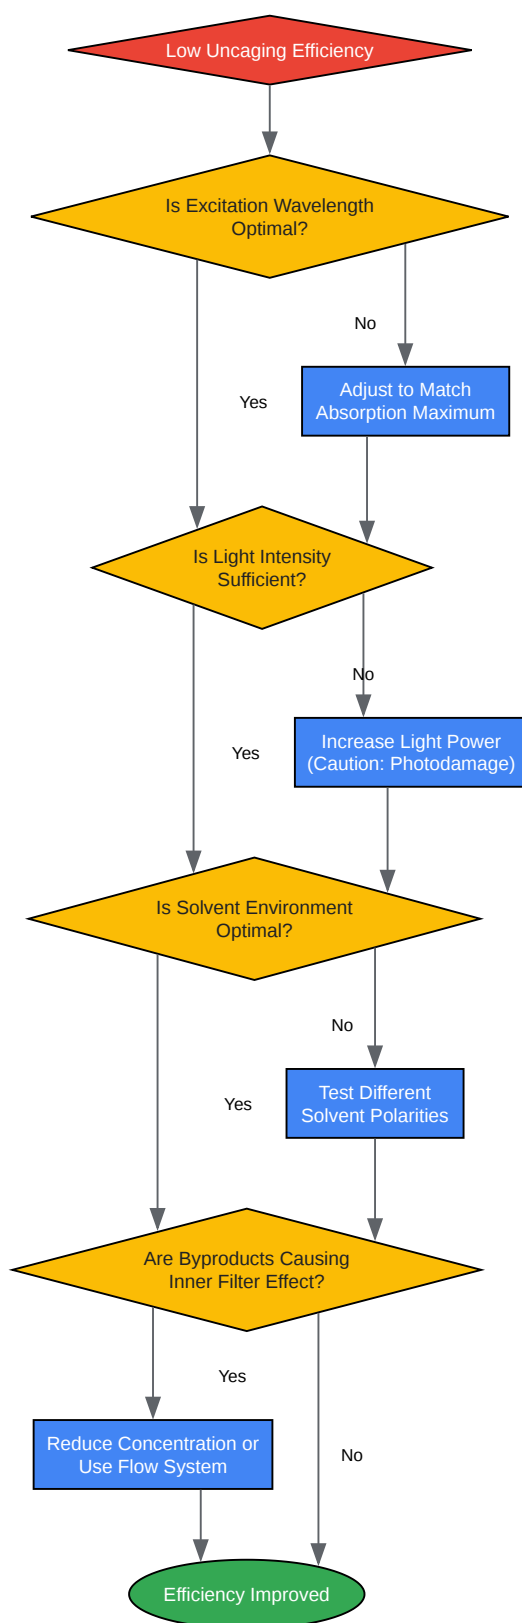 Low Uncaging Efficiency
Is Excitation Wavelength
Optimal?
No
Yes
Adjust to Match
Absorption Maximum
Is Light Intensity
Sufficient?
No
Yes
Increase Light Power
(Caution: Photodamage)
Is Solvent Environment
Optimal?
No
Yes
Test Different
Solvent Polarities
Are Byproducts Causing
Inner Filter Effect?
Yes
No
Reduce Concentration or
Use Flow System
Efficiency Improved